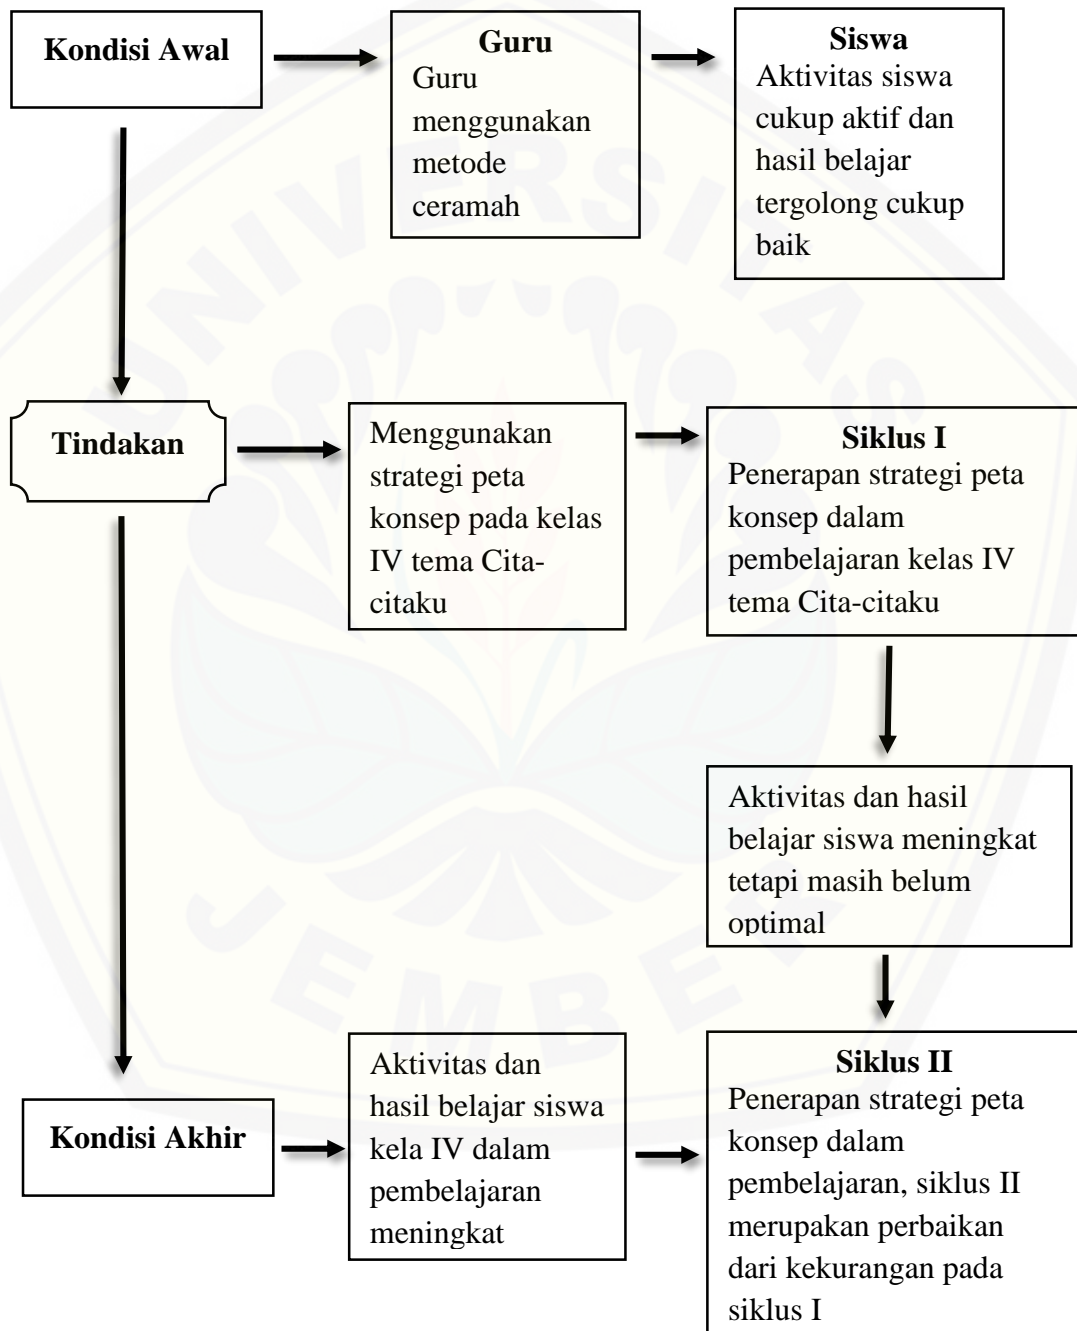 Kondisi Awal
Guru
Guru
menggunakan
metode
ceramah
Siswa
Aktivitas siswa
cukup aktif dan
hasil belajar
tergolong cukup
baik
Tindakan
Menggunakan
strategi peta
konsep pada kelas
IV tema Cita-
citaku
Siklus I
Penerapan strategi peta
konsep dalam
pembelajaran kelas IV
tema Cita-citaku
Aktivitas dan hasil
belajar siswa meningkat
tetapi masih belum
optimal
Kondisi Akhir
Aktivitas dan
hasil belajar siswa
kela IV dalam
pembelajaran
meningkat
Siklus II
Penerapan strategi peta
konsep dalam
pembelajaran, siklus II
merupakan perbaikan
dari kekurangan pada
siklus I
UNIVERSITAS
JEMBER